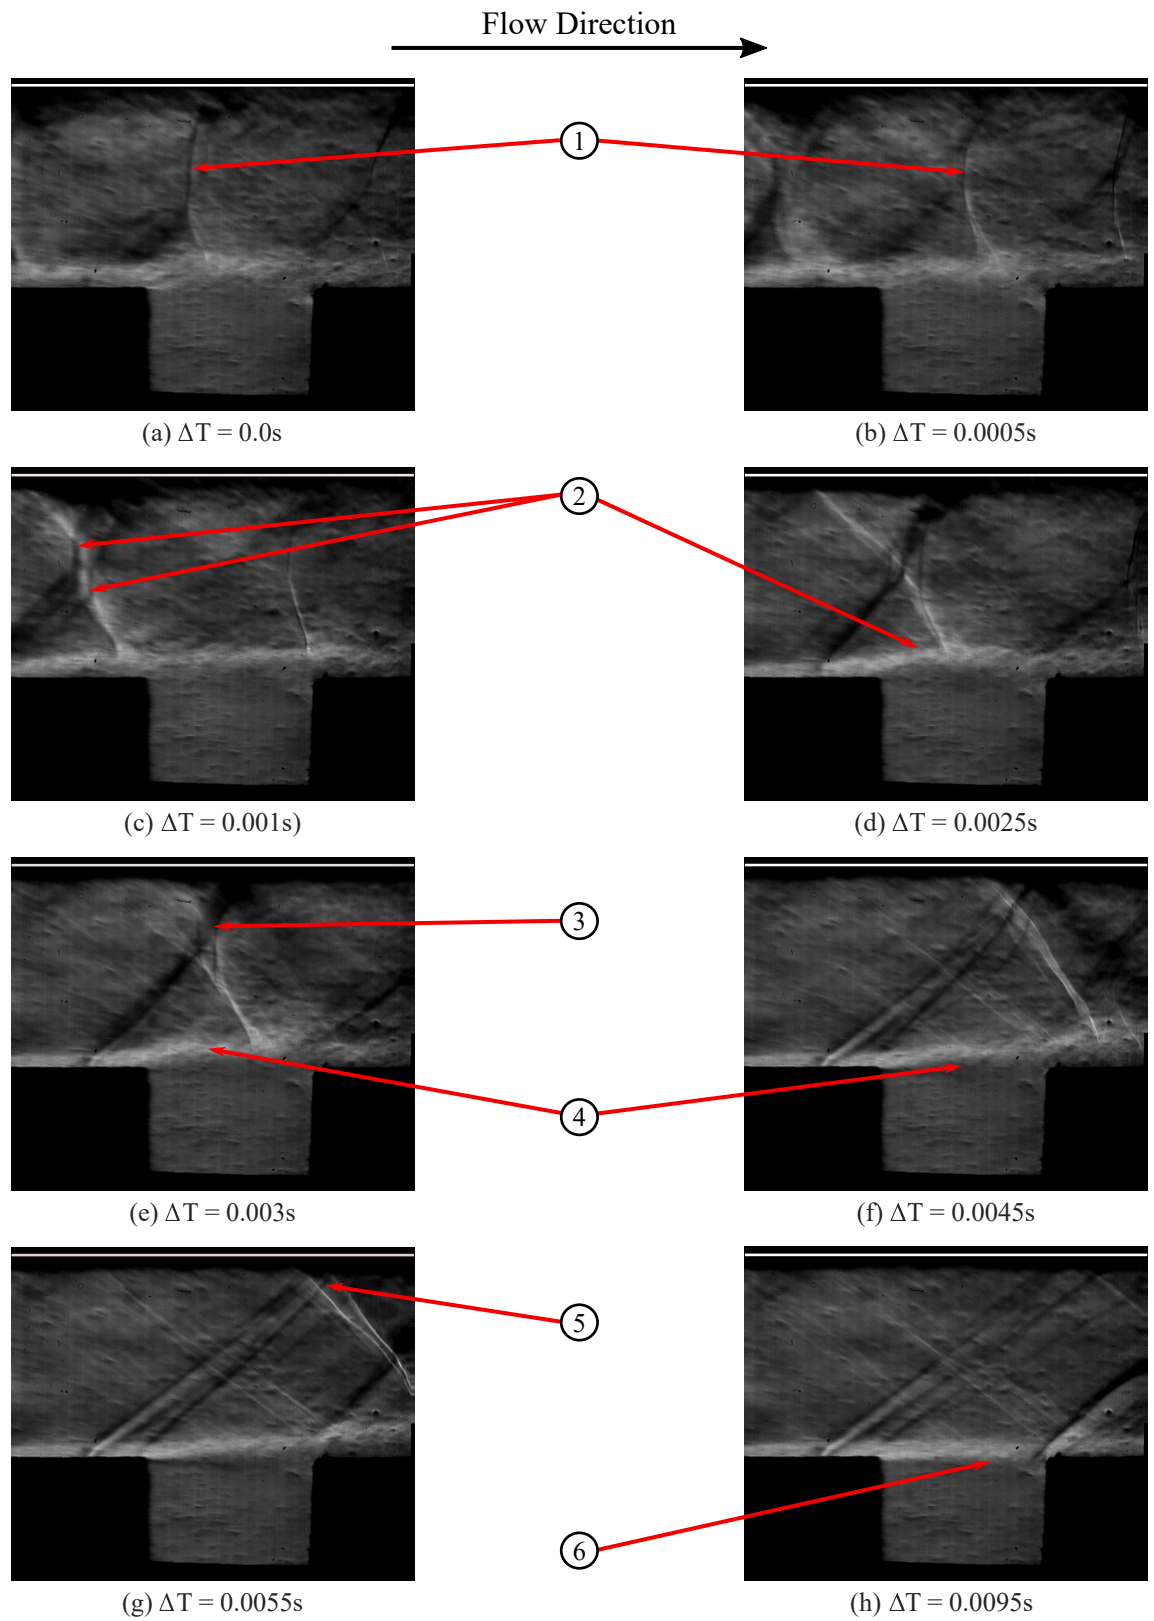 Flow Direction
1
(a) ΔT = 0.0s
(b) ΔT = 0.0005s
2
(c) ΔT = 0.001s)
(d) ΔT = 0.0025s
3
4
(e) ΔT = 0.003s
(f) ΔT = 0.0045s
5
6
(g) ΔT = 0.0055s
(h) ΔT = 0.0095s